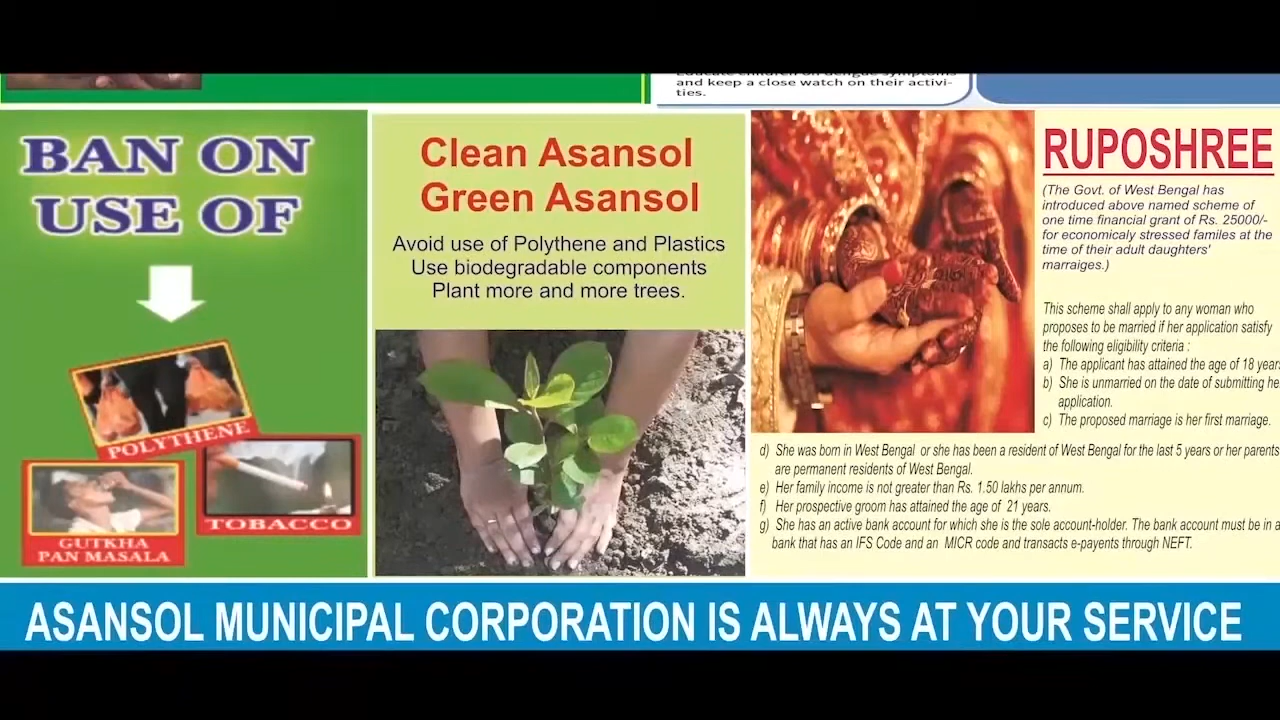 Educate children on dengue symptoms
and keep a close watch on their activi-
ties.
BAN ON
USE OF
POLYTHENE
TOBACCO
GUTKHA
PAN MASALA
Clean Asansol
Green Asansol
Avoid use of Polythene and Plastics
Use biodegradable components
Plant more and more trees.
RUPOSHREE
(The Govt. of West Bengal has
introduced above named scheme of
one time financial grant of Rs. 25000/-
for economicaly stressed familes at the
time of their adult daughters'
marraiges.)
This scheme shall apply to any woman who
proposes to be married if her application satisfy
the following eligibility criteria :
a) The applicant has attained the age of 18 years
b) She is unmarried on the date of submitting her
application.
c) The proposed marriage is her first marriage.
d) She was born in West Bengal or she has been a resident of West Bengal for the last 5 years or her parents
are permanent residents of West Bengal.
e) Her family income is not greater than Rs. 1.50 lakhs per annum.
f) Her prospective groom has attained the age of 21 years.
g) She has an active bank account for which she is the sole account-holder. The bank account must be in a
bank that has an IFS Code and an MICR code and transacts e-payents through NEFT.
ASANSOL MUNICIPAL CORPORATION IS ALWAYS AT YOUR SERVICE